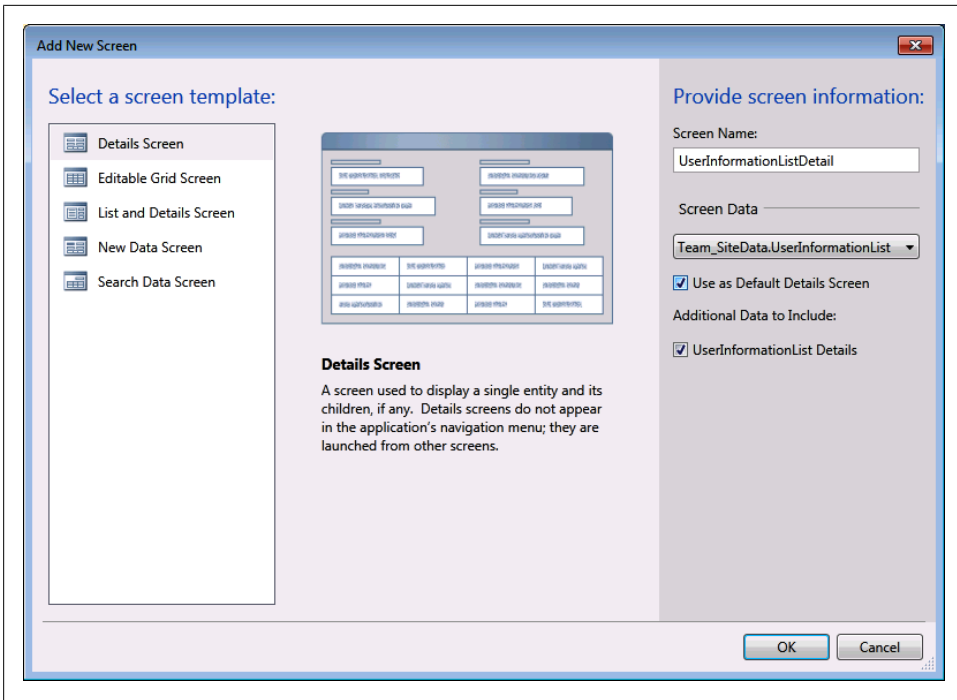 Add New Screen
Select a screen template:
Details Screen
Editable Grid Screen
List and Details Screen
New Data Screen
Search Data Screen
Details Screen
A screen used to display a single entity and its
children, if any. Details screens do not appear
in the application's navigation menu; they are
launched from other screens.
Provide screen information:
Screen Name:
UserInformationListDetail
Screen Data
Team_SiteData.UserInformationList
Use as Default Details Screen
Additional Data to Include:
UserInformationList Details
OK
Cancel